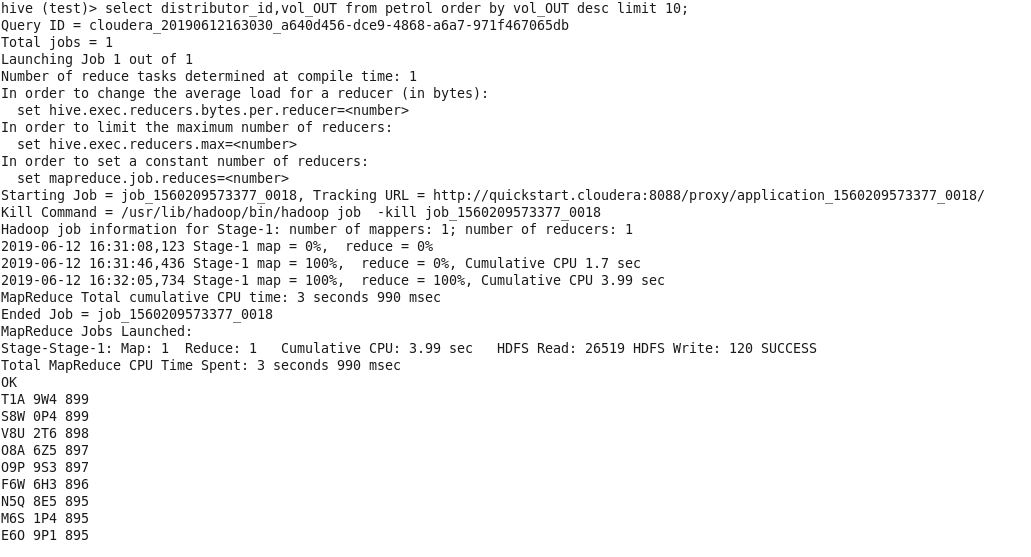 hive (test)> select distributor_id,vol_OUT from petrol order by vol_OUT desc limit 10;
Query ID = cloudera_20190612163030_a640d456-dce9-4868-a6a7-971f467065db
Total jobs = 1
Launching Job 1 out of 1
Number of reduce tasks determined at compile time: 1
In order to change the average load for a reducer (in bytes):
  set hive.exec.reducers.bytes.per.reducer=<number>
In order to limit the maximum number of reducers:
  set hive.exec.reducers.max=<number>
In order to set a constant number of reducers:
  set mapreduce.job.reduces=<number>
Starting Job = job_1560209573377_0018, Tracking URL = http://quickstart.cloudera:8088/proxy/application_1560209573377_0018/
Kill Command = /usr/lib/hadoop/bin/hadoop job  -kill job_1560209573377_0018
Hadoop job information for Stage-1: number of mappers: 1; number of reducers: 1
2019-06-12 16:31:08,123 Stage-1 map = 0%,  reduce = 0%
2019-06-12 16:31:46,436 Stage-1 map = 100%,  reduce = 0%, Cumulative CPU 1.7 sec
2019-06-12 16:32:05,734 Stage-1 map = 100%,  reduce = 100%, Cumulative CPU 3.99 sec
MapReduce Total cumulative CPU time: 3 seconds 990 msec
Ended Job = job_1560209573377_0018
MapReduce Jobs Launched:
Stage-Stage-1: Map: 1  Reduce: 1   Cumulative CPU: 3.99 sec   HDFS Read: 26519 HDFS Write: 120 SUCCESS
Total MapReduce CPU Time Spent: 3 seconds 990 msec
OK
T1A 9W4 899
S8W 0P4 899
V8U 2T6 898
O8A 6Z5 897
O9P 9S3 897
F6W 6H3 896
N5Q 8E5 895
M6S 1P4 895
E6O 9P1 895